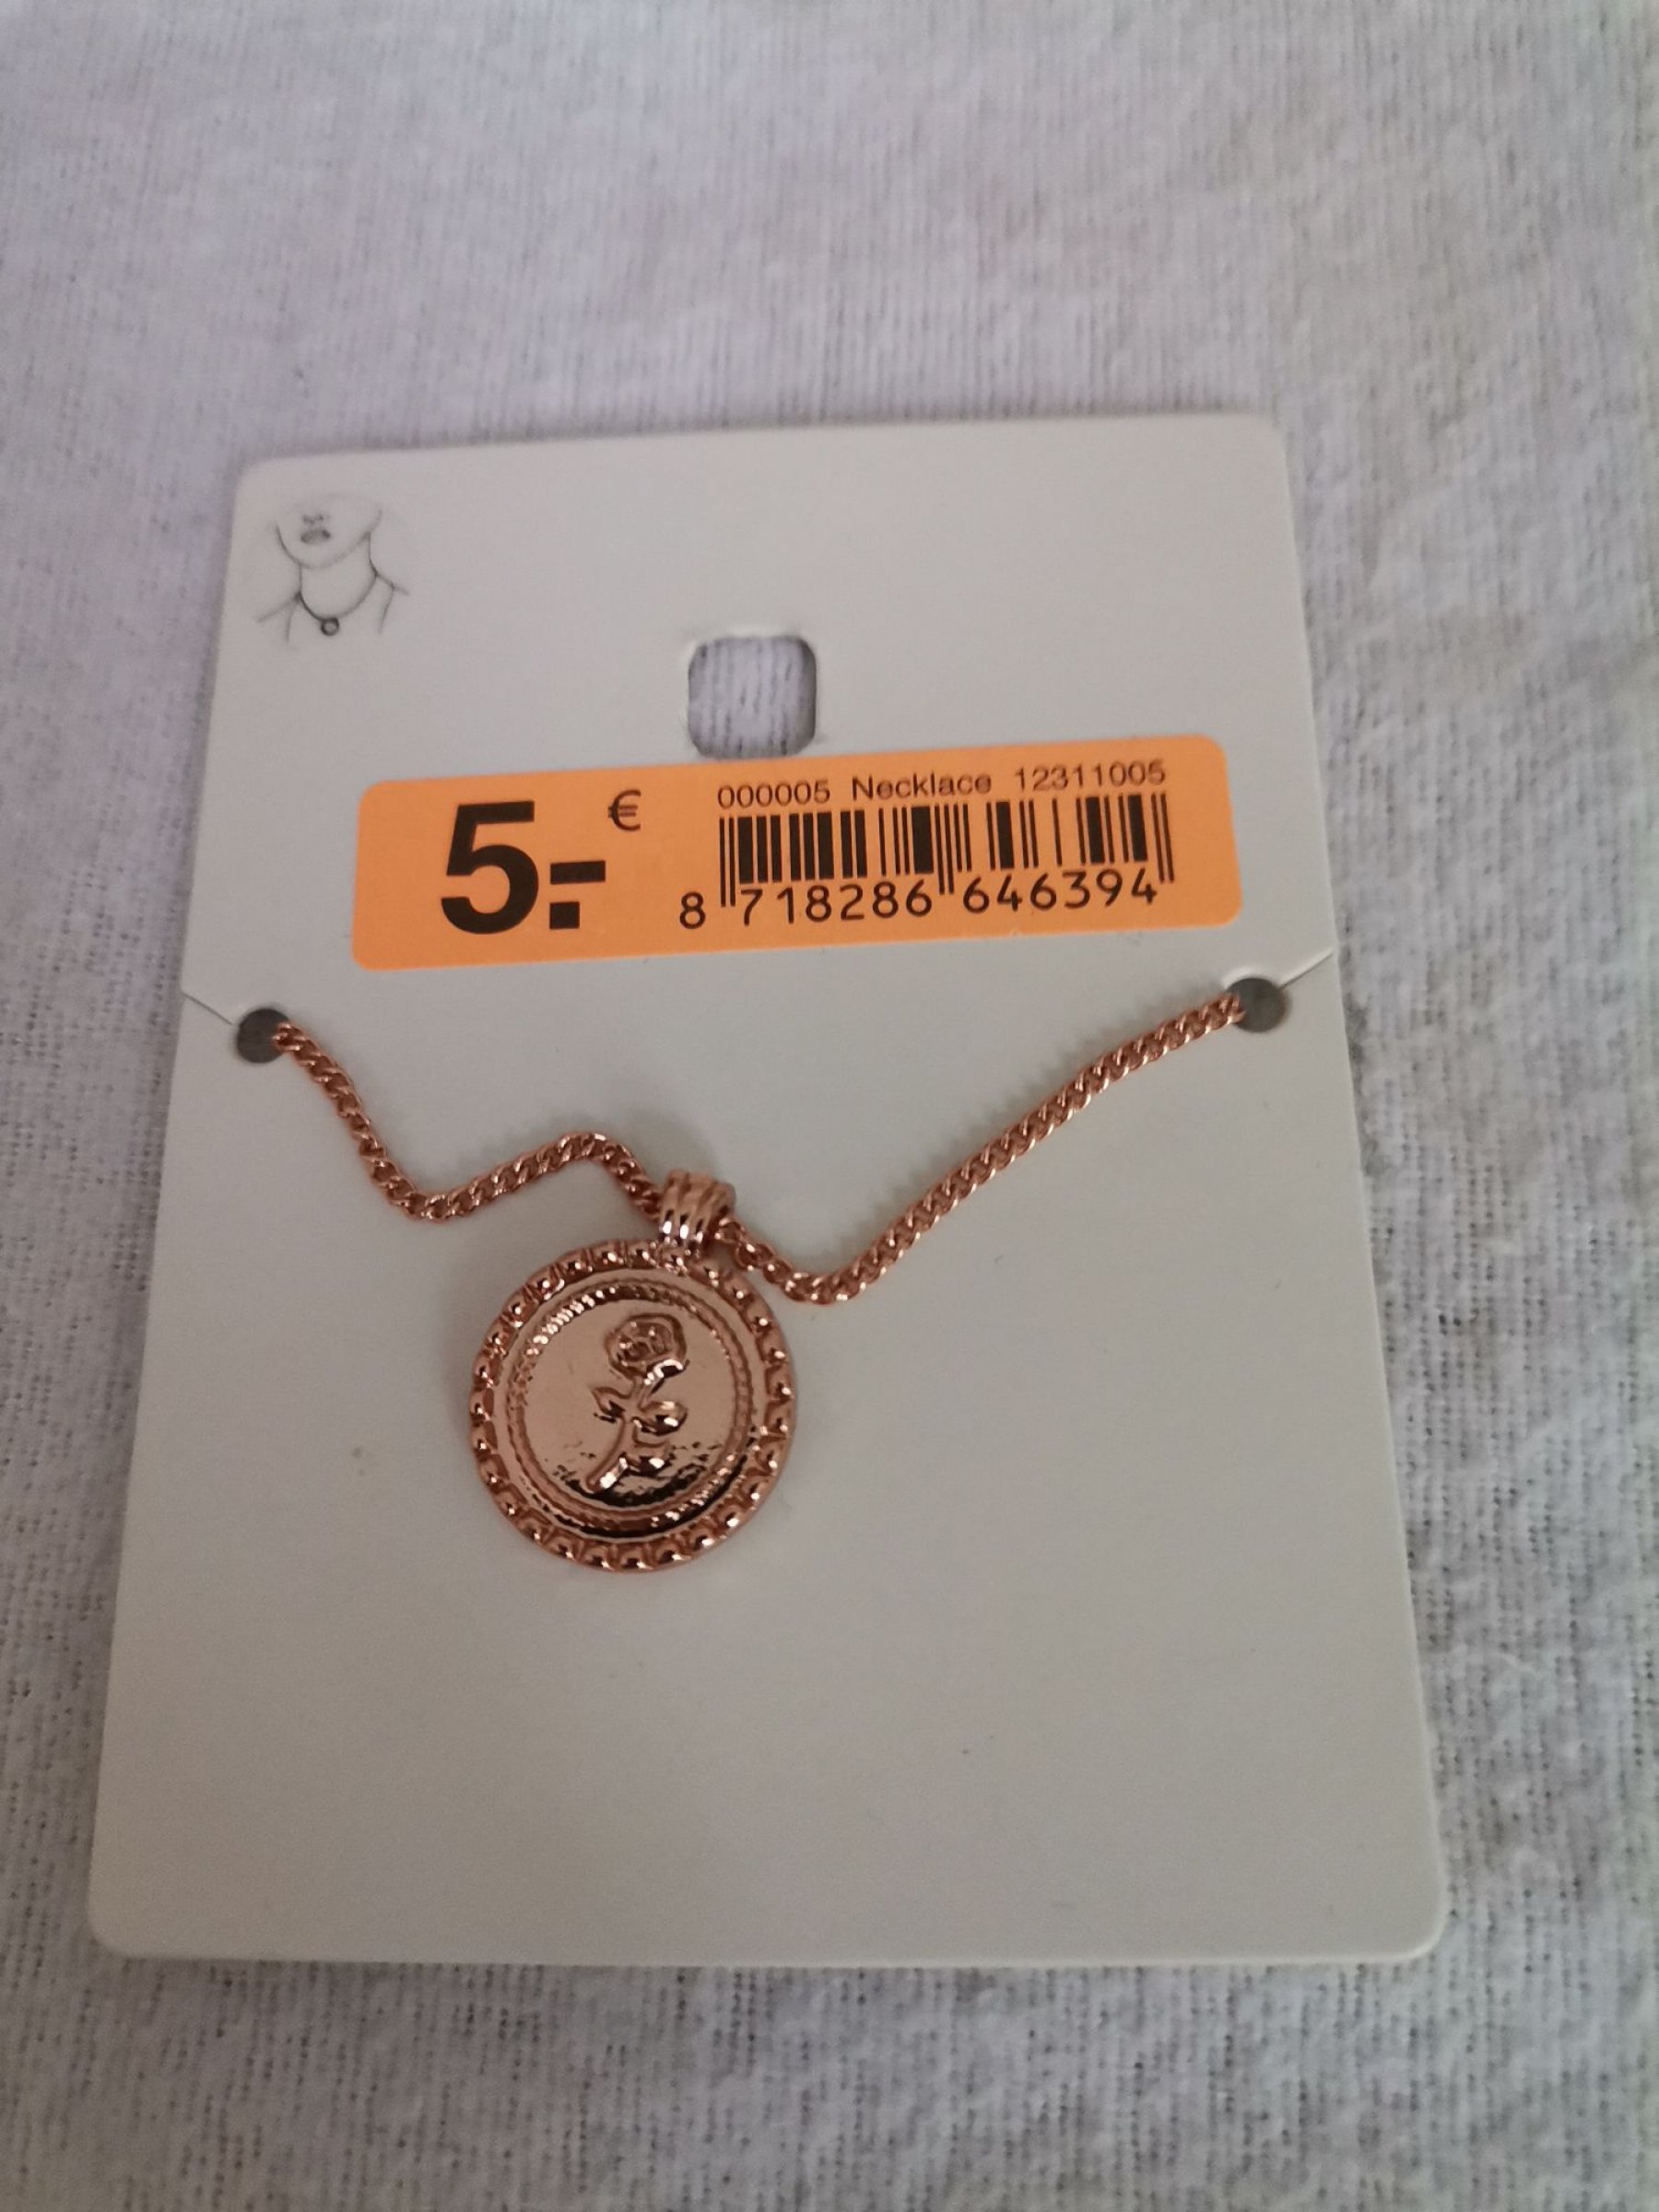 5.- €
000005 Necklace 12311005
8 718286 646394